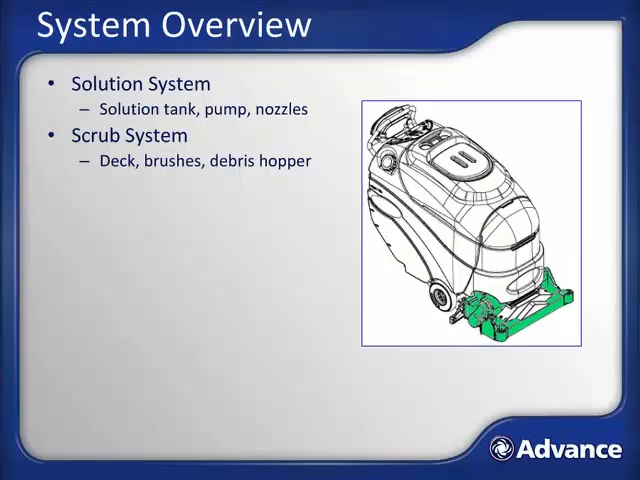 System Overview
• Solution System
– Solution tank, pump, nozzles
• Scrub System
– Deck, brushes, debris hopper
Advance